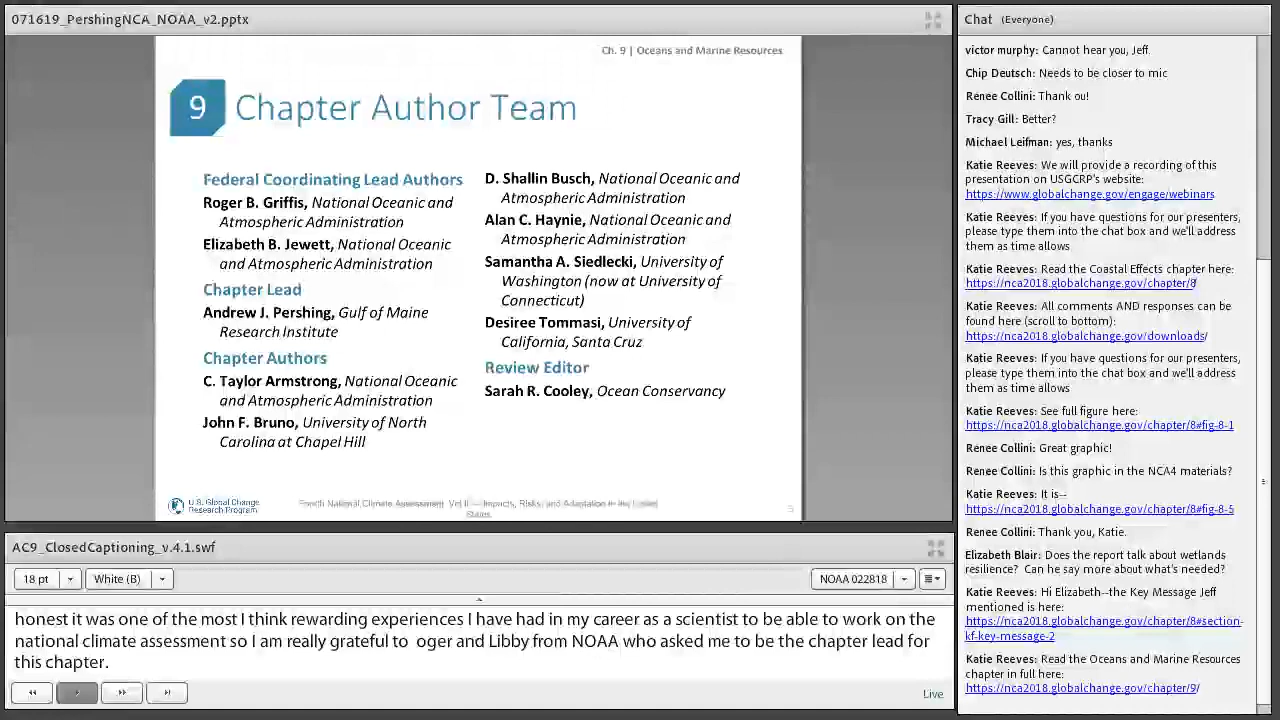 071619_PershingNCA_NOAA_v2.pptx
Ch. 9 | Oceans and Marine Resources
9 Chapter Author Team
Federal Coordinating Lead Authors
Roger B. Griffis, National Oceanic and
Atmospheric Administration
Elizabeth B. Jewett, National Oceanic
and Atmospheric Administration
Chapter Lead
Andrew J. Pershing, Gulf of Maine
Research Institute
Chapter Authors
C. Taylor Armstrong, National Oceanic
and Atmospheric Administration
John F. Bruno, University of North
Carolina at Chapel Hill
D. Shallin Busch, National Oceanic and
Atmospheric Administration
Alan C. Haynie, National Oceanic and
Atmospheric Administration
Samantha A. Siedlecki, University of
Washington (now at University of
Connecticut)
Desiree Tommasi, University of
California, Santa Cruz
Review Editor
Sarah R. Cooley, Ocean Conservancy
U.S. Global Change
Research Program
Fourth National Climate Assessment, Vol II — Impacts, Risks, and Adaptation in the United
States
AC9_ClosedCaptioning_v.4.1.swf
18 pt
White (B)
NOAA 022818
honest it was one of the most I think rewarding experiences I have had in my career as a scientist to be able to work on the
national climate assessment so I am really grateful to oger and Libby from NOAA who asked me to be the chapter lead for
this chapter.
Live
Chat (Everyone)
victor murphy: Cannot hear you, Jeff.
Chip Deutsch: Needs to be closer to mic
Renee Collini: Thank ou!
Tracy Gill: Better?
Michael Leifman: yes, thanks
Katie Reeves: We will provide a recording of this
presentation on USGCRP's website:
https://www.globalchange.gov/engage/webinars
Katie Reeves: If you have questions for our presenters,
please type them into the chat box and we'll address
them as time allows
Katie Reeves: Read the Coastal Effects chapter here:
https://nca2018.globalchange.gov/chapter/8/
Katie Reeves: All comments AND responses can be
found here (scroll to bottom):
https://nca2018.globalchange.gov/downloads/
Katie Reeves: If you have questions for our presenters,
please type them into the chat box and we'll address
them as time allows
Katie Reeves: See full figure here:
https://nca2018.globalchange.gov/chapter/8#fig-8-1
Renee Collini: Great graphic!
Renee Collini: Is this graphic in the NCA4 materials?
Katie Reeves: It is--
https://nca2018.globalchange.gov/chapter/8#fig-8-5
Renee Collini: Thank you, Katie.
Elizabeth Blair: Does the report talk about wetlands
resilience? Can he say more about what's needed?
Katie Reeves: Hi Elizabeth--the Key Message Jeff
mentioned is here:
https://nca2018.globalchange.gov/chapter/8#section-
kf-key-message-2
Katie Reeves: Read the Oceans and Marine Resources
chapter in full here:
https://nca2018.globalchange.gov/chapter/9/